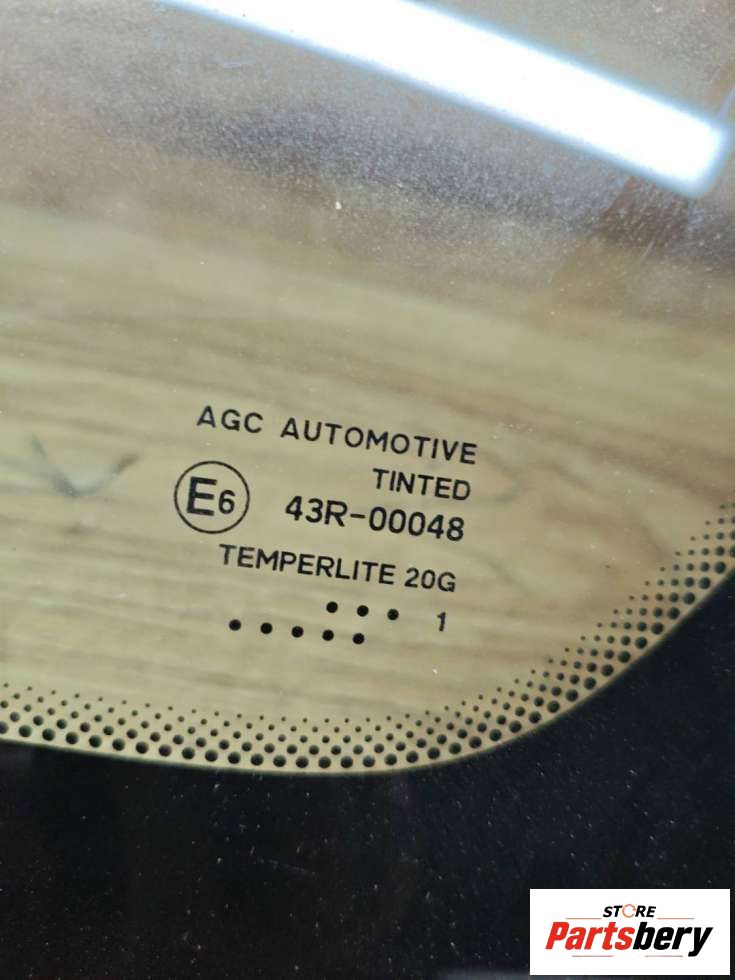 AGC AUTOMOTIVE
TINTED
E6 43R-00048
TEMPERLITE 20G
1
STORE
Partsbery